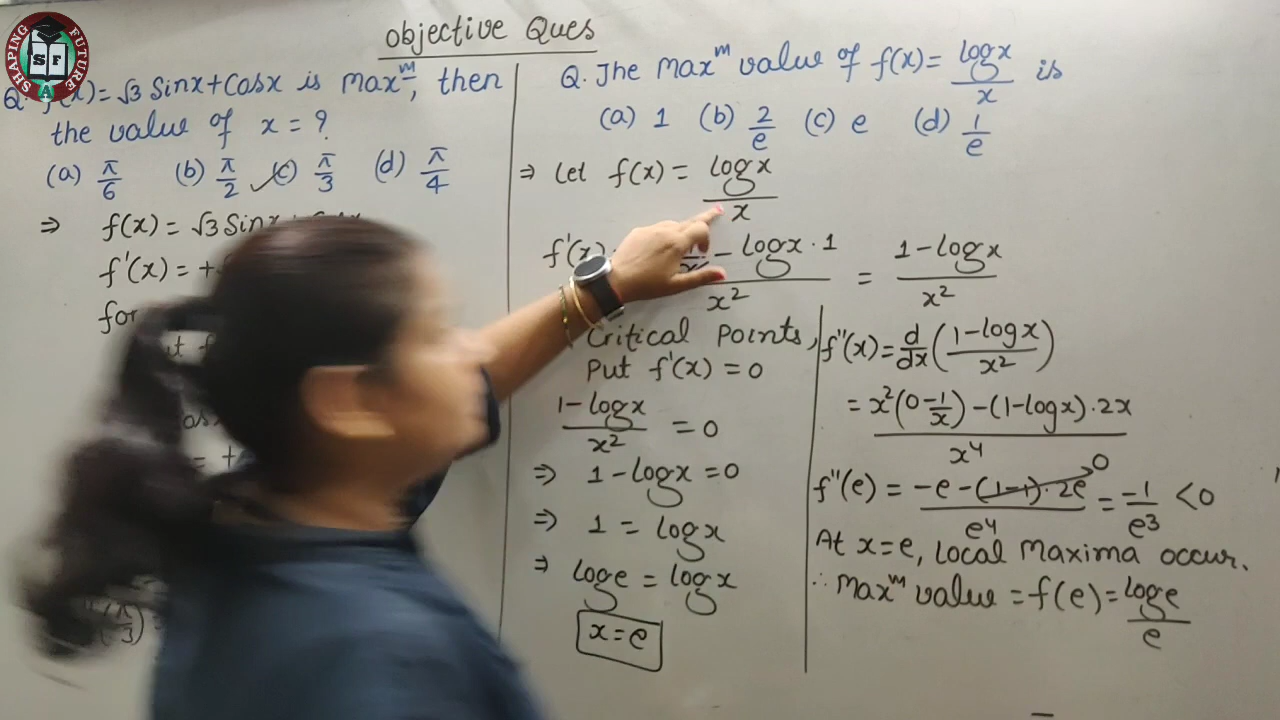 SHAPING FUTURE
SF
objective Ques
(x) = √3 Sinx + Cosx is max^m, then
the value of x = ?
(a) π/6 (b) π/2 ✓(c) π/3 (d) π/4
⇒ f(x) = √3 Sinx
f'(x) = +
for
Q. The max^m value of f(x) = logx/x is
(a) 1 (b) 2/e (c) e (d) 1/e
⇒ Let f(x) = logx/x
f'(x) - logx · 1 / x² = 1 - logx / x²
Critical Points,
Put f'(x) = 0
1 - logx / x² = 0
⇒ 1 - logx = 0
⇒ 1 = logx
⇒ loge = logx
x = e
f''(x) = d/dx (1 - logx / x²)
= x²(0 - 1/x) - (1 - logx) · 2x / x⁴
f''(e) = -e - (1-1) · 2e / e⁴ = -1/e³ < 0
0
At x = e, Local Maxima occur.
∴ Max^m value = f(e) = loge/e